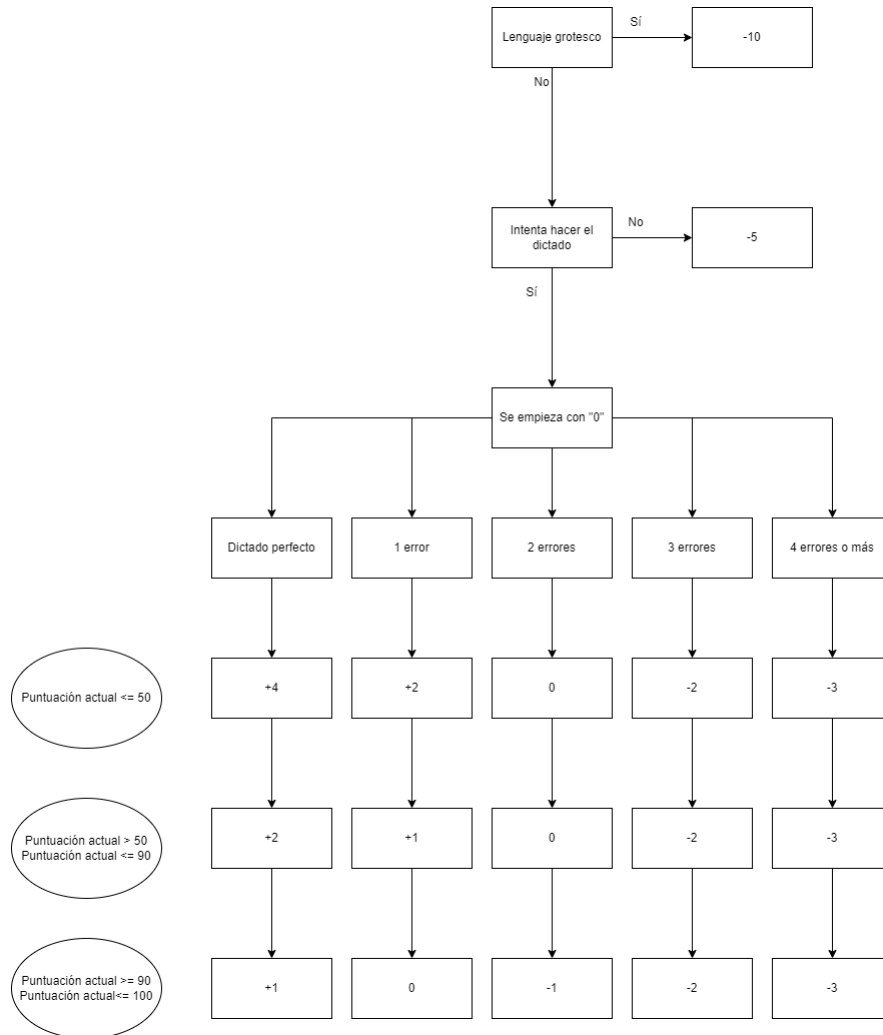 Lenguaje grotesco
Sí
-10
No
Intenta hacer el
dictado
No
-5
Sí
Se empieza con "0"
Dictado perfecto
1 error
2 errores
3 errores
4 errores o más
Puntuación actual <= 50
+4
+2
0
-2
-3
Puntuación actual > 50
Puntuación actual <= 90
+2
+1
0
-2
-3
Puntuación actual >= 90
Puntuación actual<= 100
+1
0
-1
-2
-3